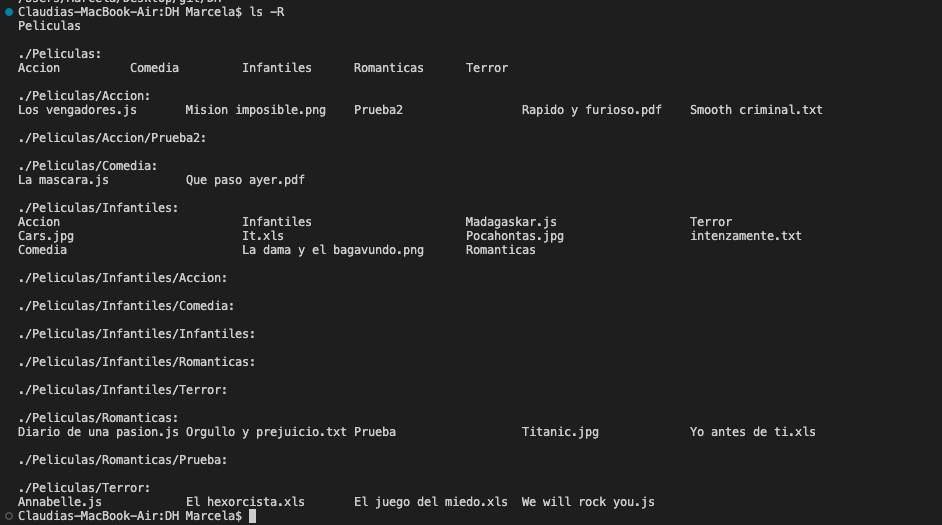 /Users/Marcela/Desktop/git/DH
Claudias-MacBook-Air:DH Marcela$ ls -R
Peliculas
./Peliculas:
Accion Comedia Infantiles Romanticas Terror
./Peliculas/Accion:
Los vengadores.js Mision imposible.png Prueba2 Rapido y furioso.pdf Smooth criminal.txt
./Peliculas/Accion/Prueba2:
./Peliculas/Comedia:
La mascara.js Que paso ayer.pdf
./Peliculas/Infantiles:
Accion Infantiles Madagaskar.js Terror
Cars.jpg It.xls Pocahontas.jpg intenzamente.txt
Comedia La dama y el bagavundo.png Romanticas
./Peliculas/Infantiles/Accion:
./Peliculas/Infantiles/Comedia:
./Peliculas/Infantiles/Infantiles:
./Peliculas/Infantiles/Romanticas:
./Peliculas/Infantiles/Terror:
./Peliculas/Romanticas:
Diario de una pasion.js Orgullo y prejuicio.txt Prueba Titanic.jpg Yo antes de ti.xls
./Peliculas/Romanticas/Prueba:
./Peliculas/Terror:
Annabelle.js El hexorcista.xls El juego del miedo.xls We will rock you.js
Claudias-MacBook-Air:DH Marcela$